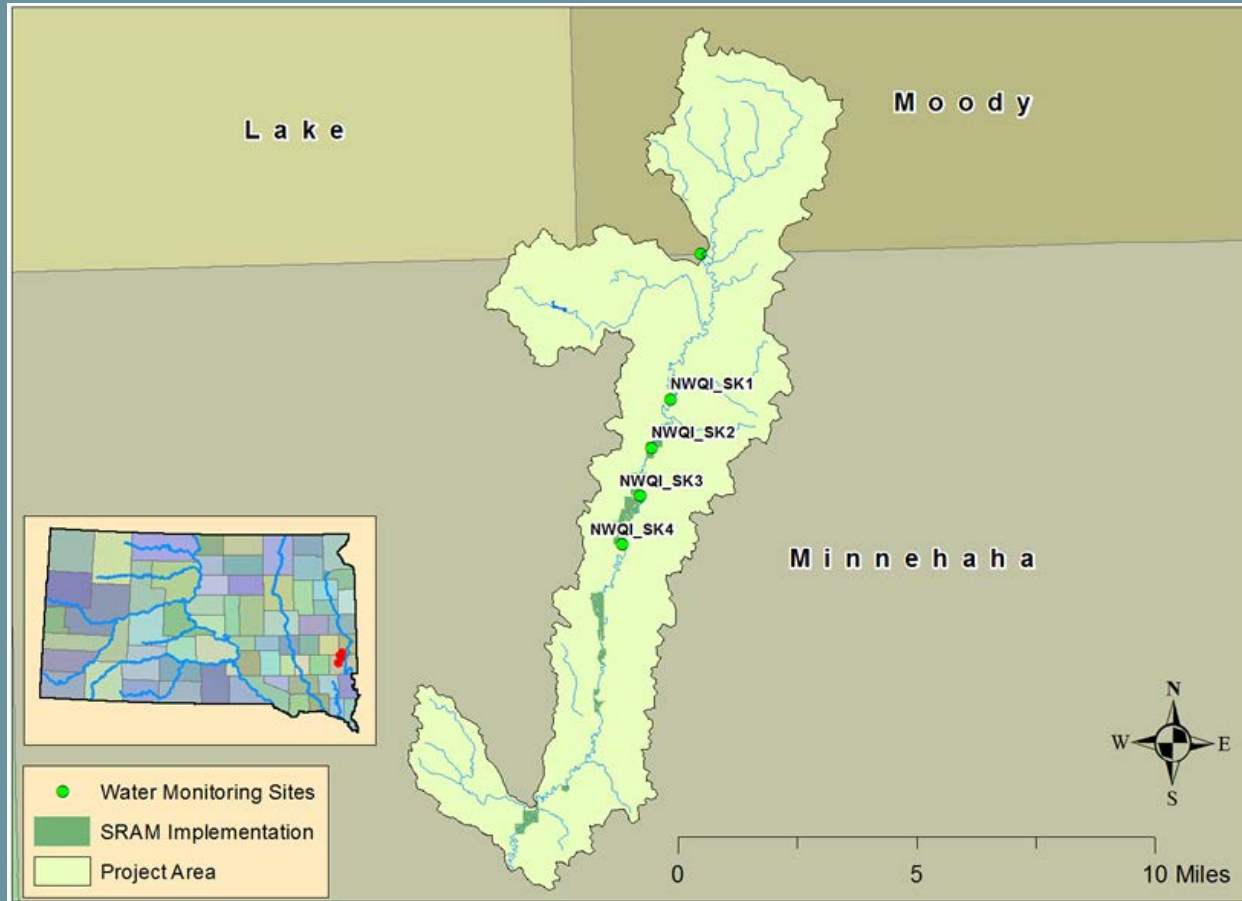 Lake
Moody
NWQI_SK1
NWQI_SK2
NWQI_SK3
NWQI_SK4
Minnehaha
N
W E
S
Water Monitoring Sites
SRAM Implementation
Project Area
0 5 10 Miles